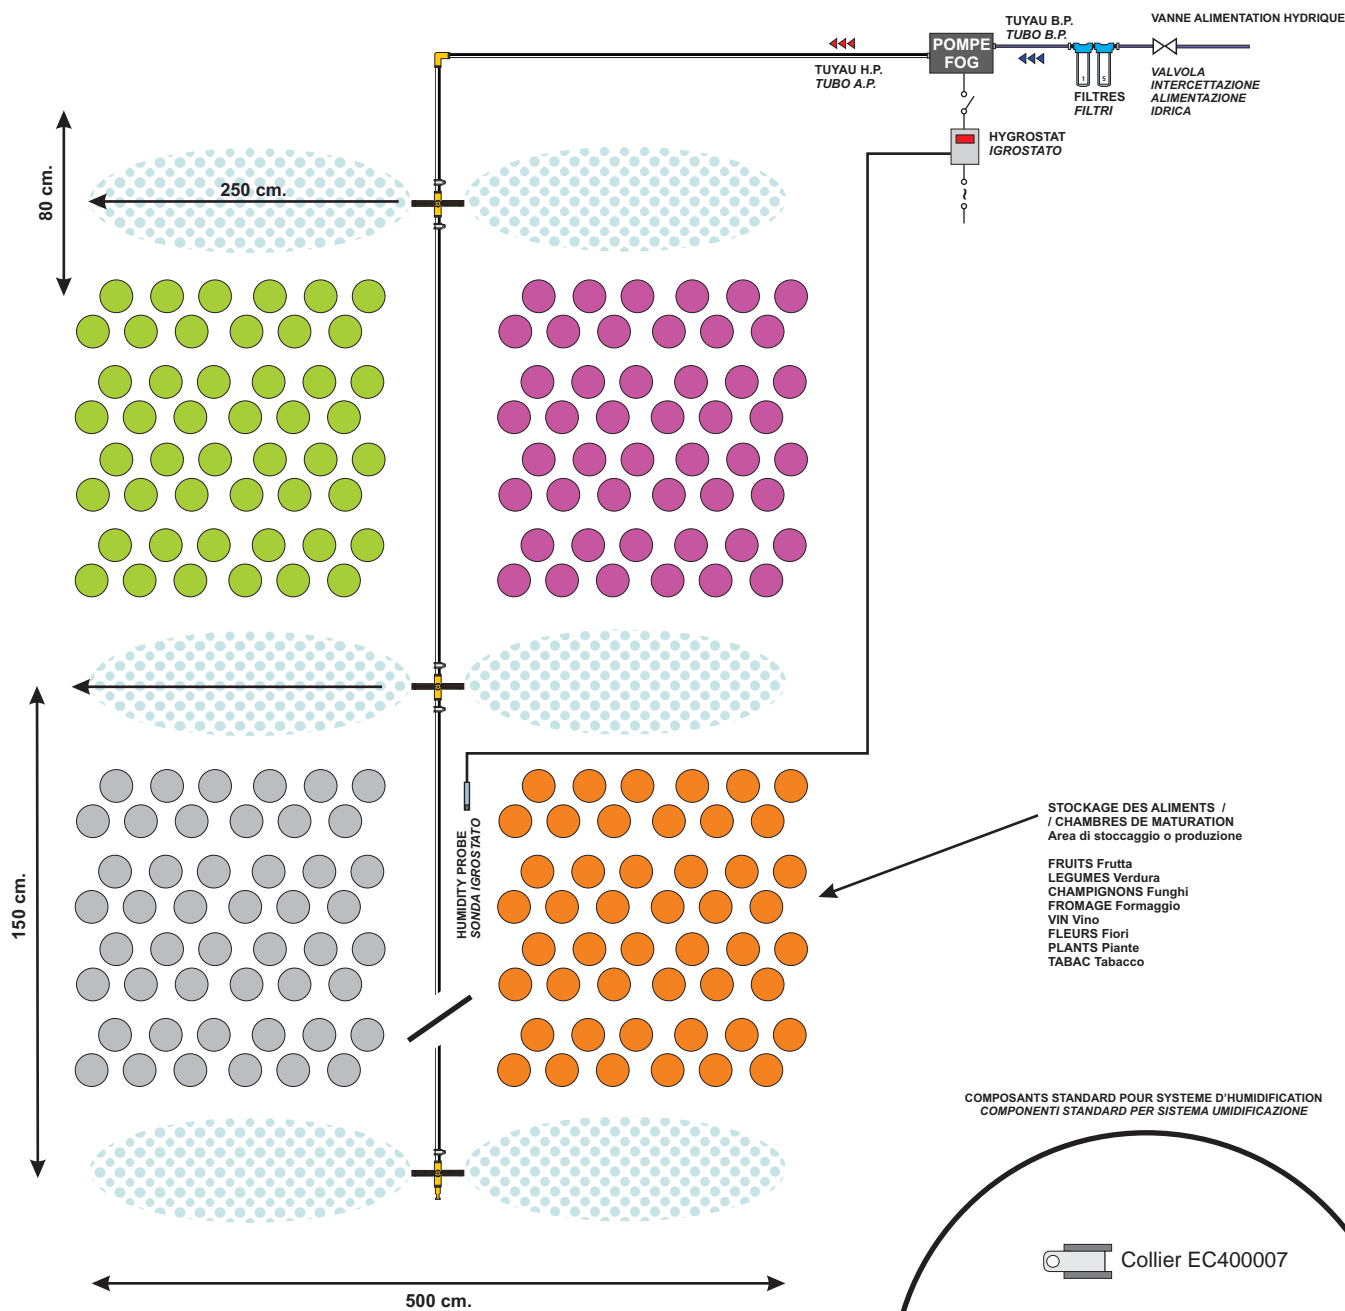 TUYAU B.P.
TUBO B.P.
VANNE ALIMENTATION HYDRIQUE
POMPE
FOG
TUYAU H.P.
TUBO A.P.
1
5
FILTRES
FILTRI
VALVOLA
INTERCETTAZIONE
ALIMENTAZIONE
IDRICA
HYGROSTAT
IGROSTATO
~
80 cm.
250 cm.
150 cm.
HUMIDITY PROBE
SONDA IGROSTATO
STOCKAGE DES ALIMENTS /
/ CHAMBRES DE MATURATION
Area di stoccaggio o produzione
FRUITS Frutta
LEGUMES Verdura
CHAMPIGNONS Funghi
FROMAGE Formaggio
VIN Vino
FLEURS Fiori
PLANTS Piante
TABAC Tabacco
COMPOSANTS STANDARD POUR SYSTEME D'HUMIDIFICATION
COMPONENTI STANDARD PER SISTEMA UMIDIFICAZIONE
Collier EC400007
500 cm.